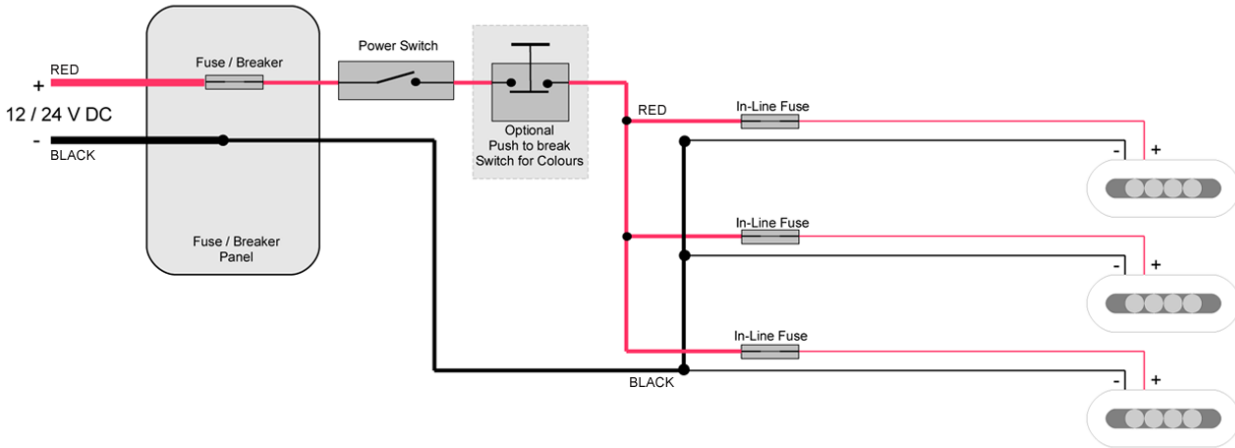 RED
+
12 / 24 V DC
-
BLACK
Fuse / Breaker
Fuse / Breaker
Panel
Power Switch
Optional
Push to break
Switch for Colours
RED
BLACK
In-Line Fuse
- +
In-Line Fuse
- +
In-Line Fuse
- +